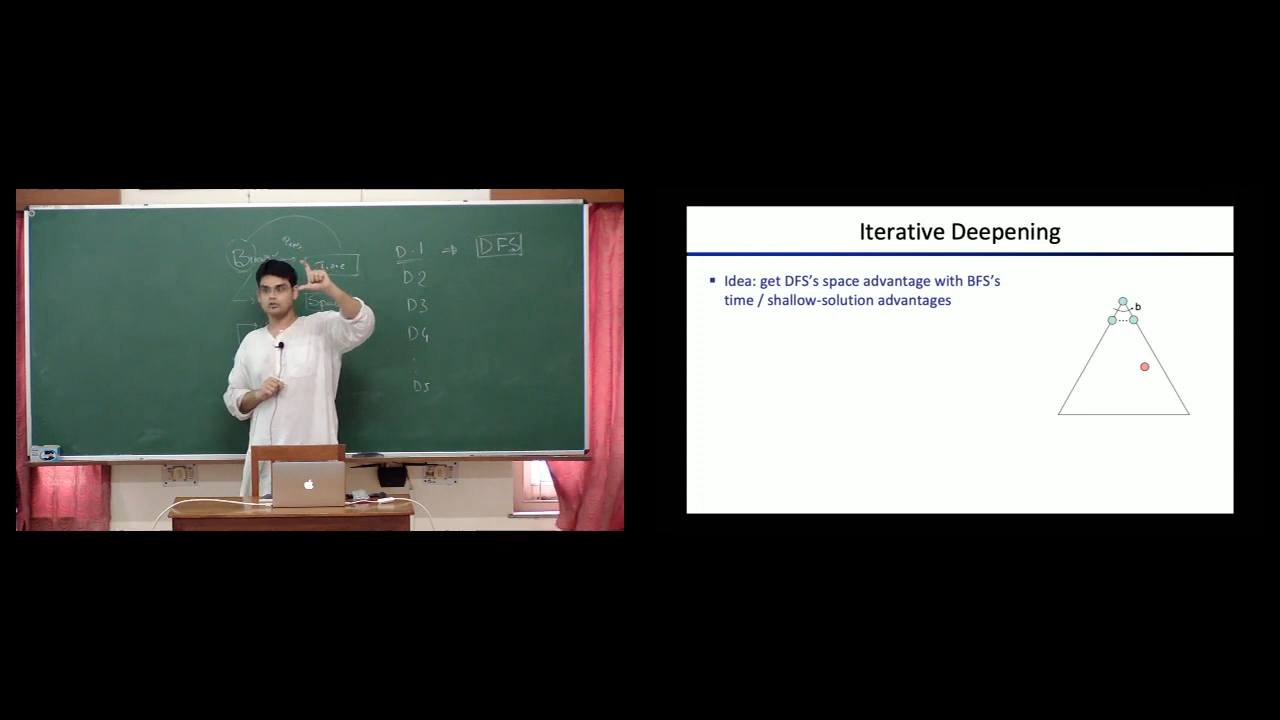 D-1 ⇒ DFS
D2
D3
D4
⋮
D5
Time
Iterative Deepening
▪ Idea: get DFS's space advantage with BFS's
time / shallow-solution advantages
b